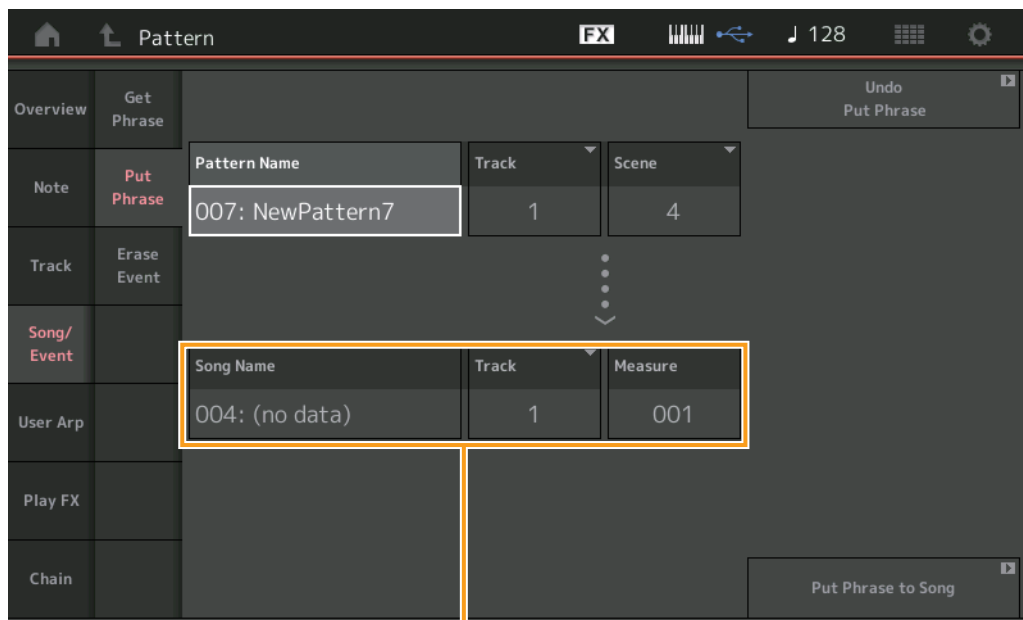 Pattern
FX
♩ 128
Overview
Get
Phrase
Undo
Put Phrase
Note
Put
Phrase
Pattern Name
Track
Scene
007: NewPattern7
1
4
Track
Erase
Event
Song/
Event
Song Name
Track
Measure
004: (no data)
1
001
User Arp
Play FX
Chain
Put Phrase to Song